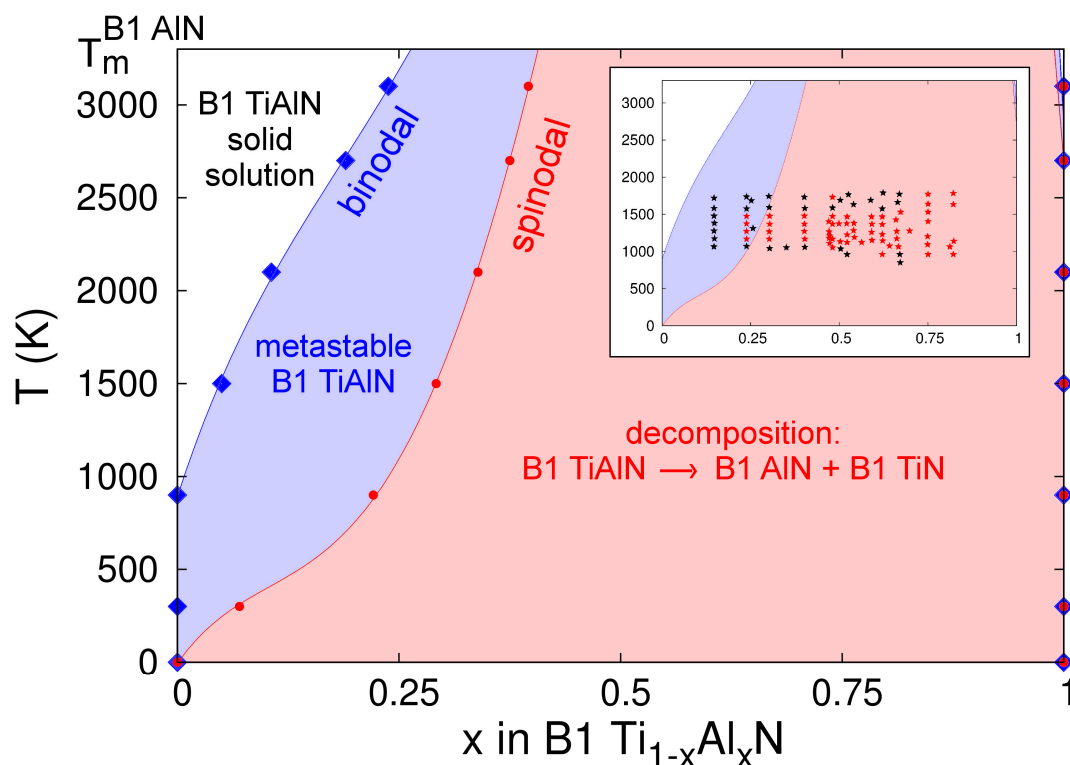 T_m^B1 AlN
3000
2500
2000
1500
1000
500
0
T (K)
B1 TiAlN
solid
solution
binodal
spinodal
metastable
B1 TiAlN
decomposition:
B1 TiAlN → B1 AlN + B1 TiN
3000
2500
2000
1500
1000
500
0
0
0.25
0.5
0.75
1
0
0.25
0.5
0.75
1
x in B1 Ti_1-xAl_xN